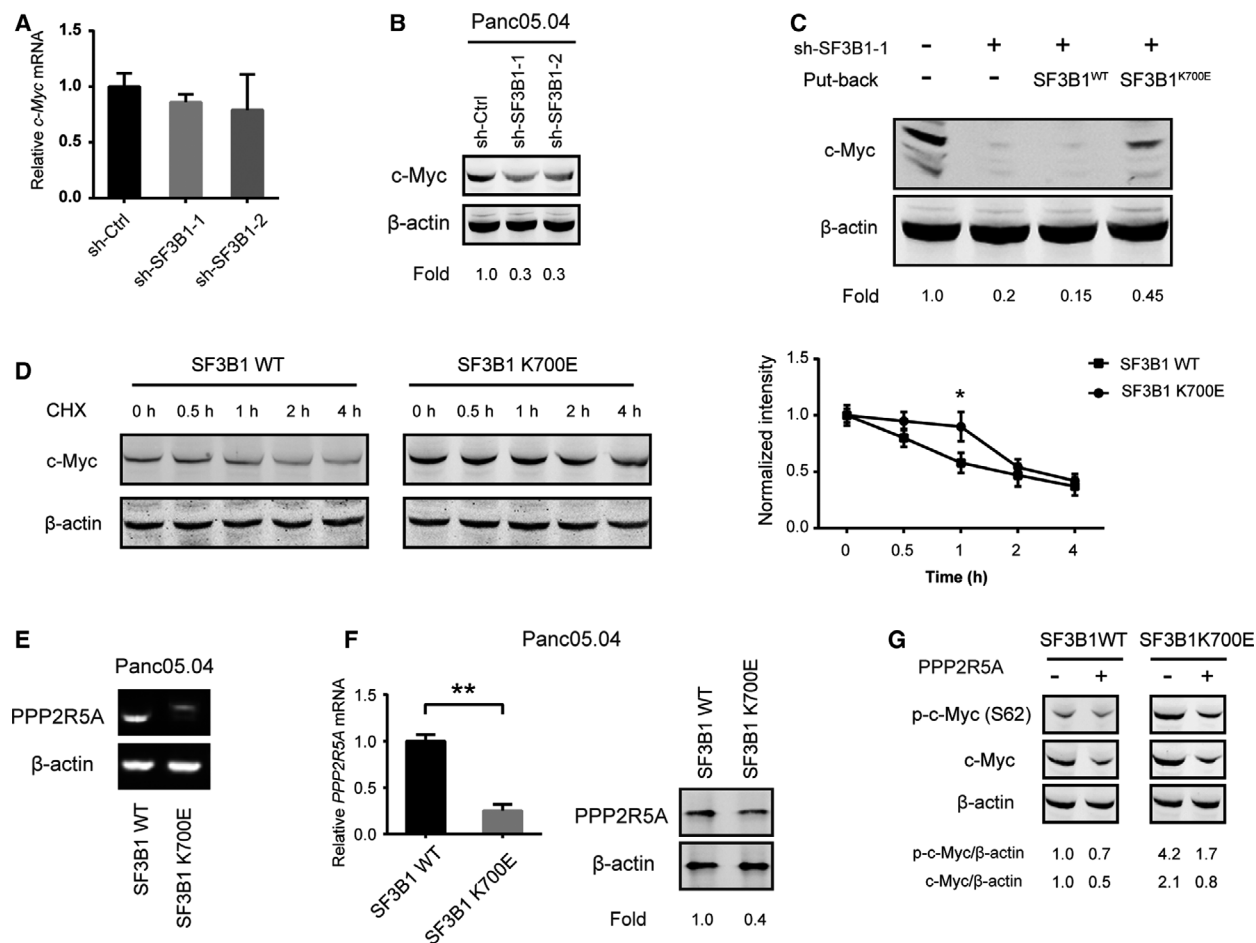 A
Relative c-Myc mRNA
1.5
1.0
0.5
0.0
sh-Ctrl
sh-SF3B1-1
sh-SF3B1-2
B
Panc05.04
sh-Ctrl
sh-SF3B1-1
sh-SF3B1-2
c-Myc
β-actin
Fold 1.0 0.3 0.3
C
sh-SF3B1-1 - + + +
Put-back - - SF3B1WT SF3B1K700E
c-Myc
β-actin
Fold 1.0 0.2 0.15 0.45
D
SF3B1 WT SF3B1 K700E
CHX 0 h 0.5 h 1 h 2 h 4 h 0 h 0.5 h 1 h 2 h 4 h
c-Myc
β-actin
Normalized intensity
1.5
1.0
0.5
0.0
SF3B1 WT
SF3B1 K700E
*
0 0.5 1 2 4
Time (h)
E
Panc05.04
PPP2R5A
β-actin
SF3B1 WT
SF3B1 K700E
F
Panc05.04
Relative PPP2R5A mRNA
1.5
1.0
0.5
0.0
**
SF3B1 WT
SF3B1 K700E
SF3B1 WT
SF3B1 K700E
PPP2R5A
β-actin
Fold 1.0 0.4
G
SF3B1WT SF3B1K700E
PPP2R5A - + - +
p-c-Myc (S62)
c-Myc
β-actin
p-c-Myc/β-actin 1.0 0.7 4.2 1.7
c-Myc/β-actin 1.0 0.5 2.1 0.8